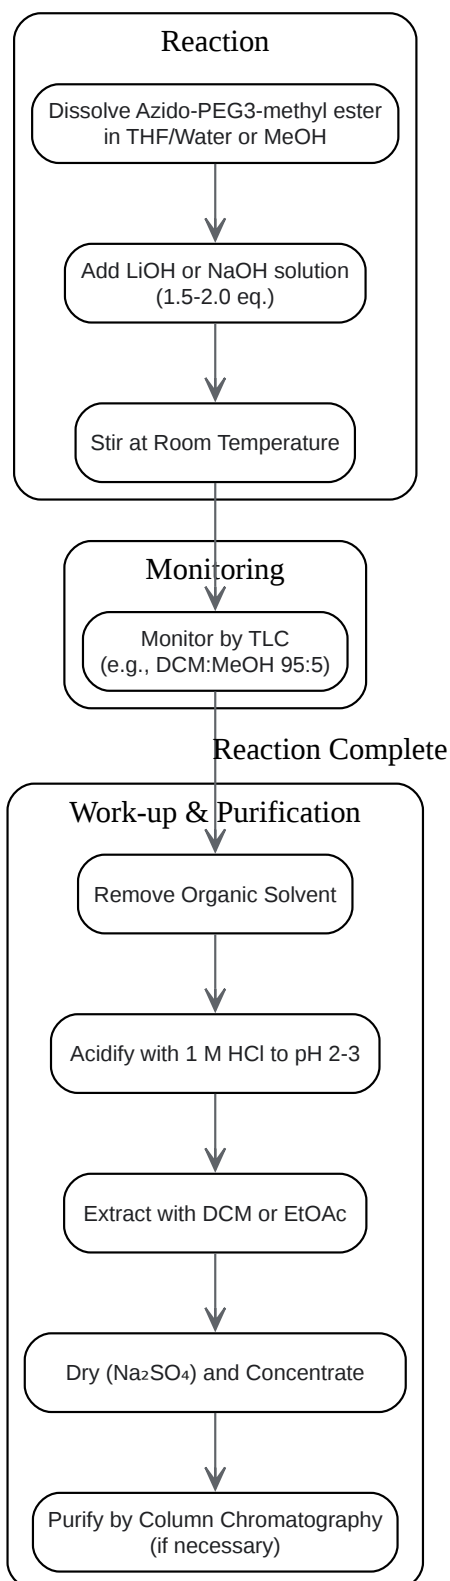 Reaction
Dissolve Azido-PEG3-methyl ester
in THF/Water or MeOH
Add LiOH or NaOH solution
(1.5-2.0 eq.)
Stir at Room Temperature
Monitoring
Monitor by TLC
(e.g., DCM:MeOH 95:5)
Reaction Complete
Work-up & Purification
Remove Organic Solvent
Acidify with 1 M HCl to pH 2-3
Extract with DCM or EtOAc
Dry (Na₂SO₄) and Concentrate
Purify by Column Chromatography
(if necessary)